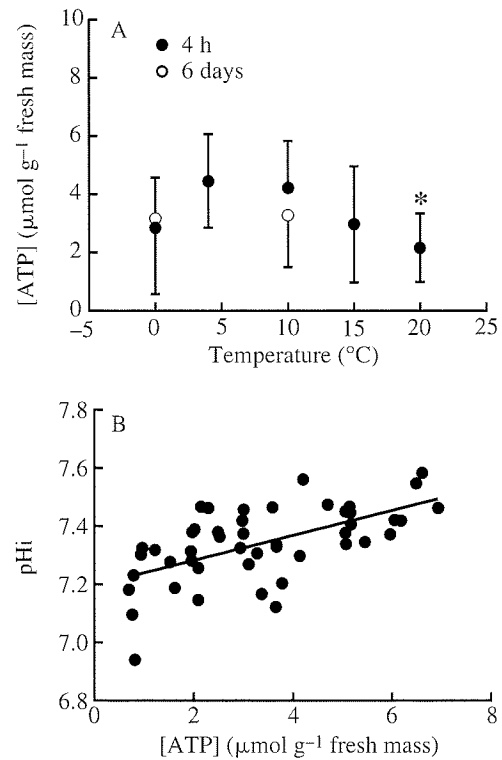 A
4 h
6 days
[ATP] (μmol g⁻¹ fresh mass)
10
8
6
4
2
0
*
–5 0 5 10 15 20 25
Temperature (°C)
B
pHi
7.8
7.6
7.4
7.2
7.0
6.8
0 2 4 6 8
[ATP] (μmol g⁻¹ fresh mass)